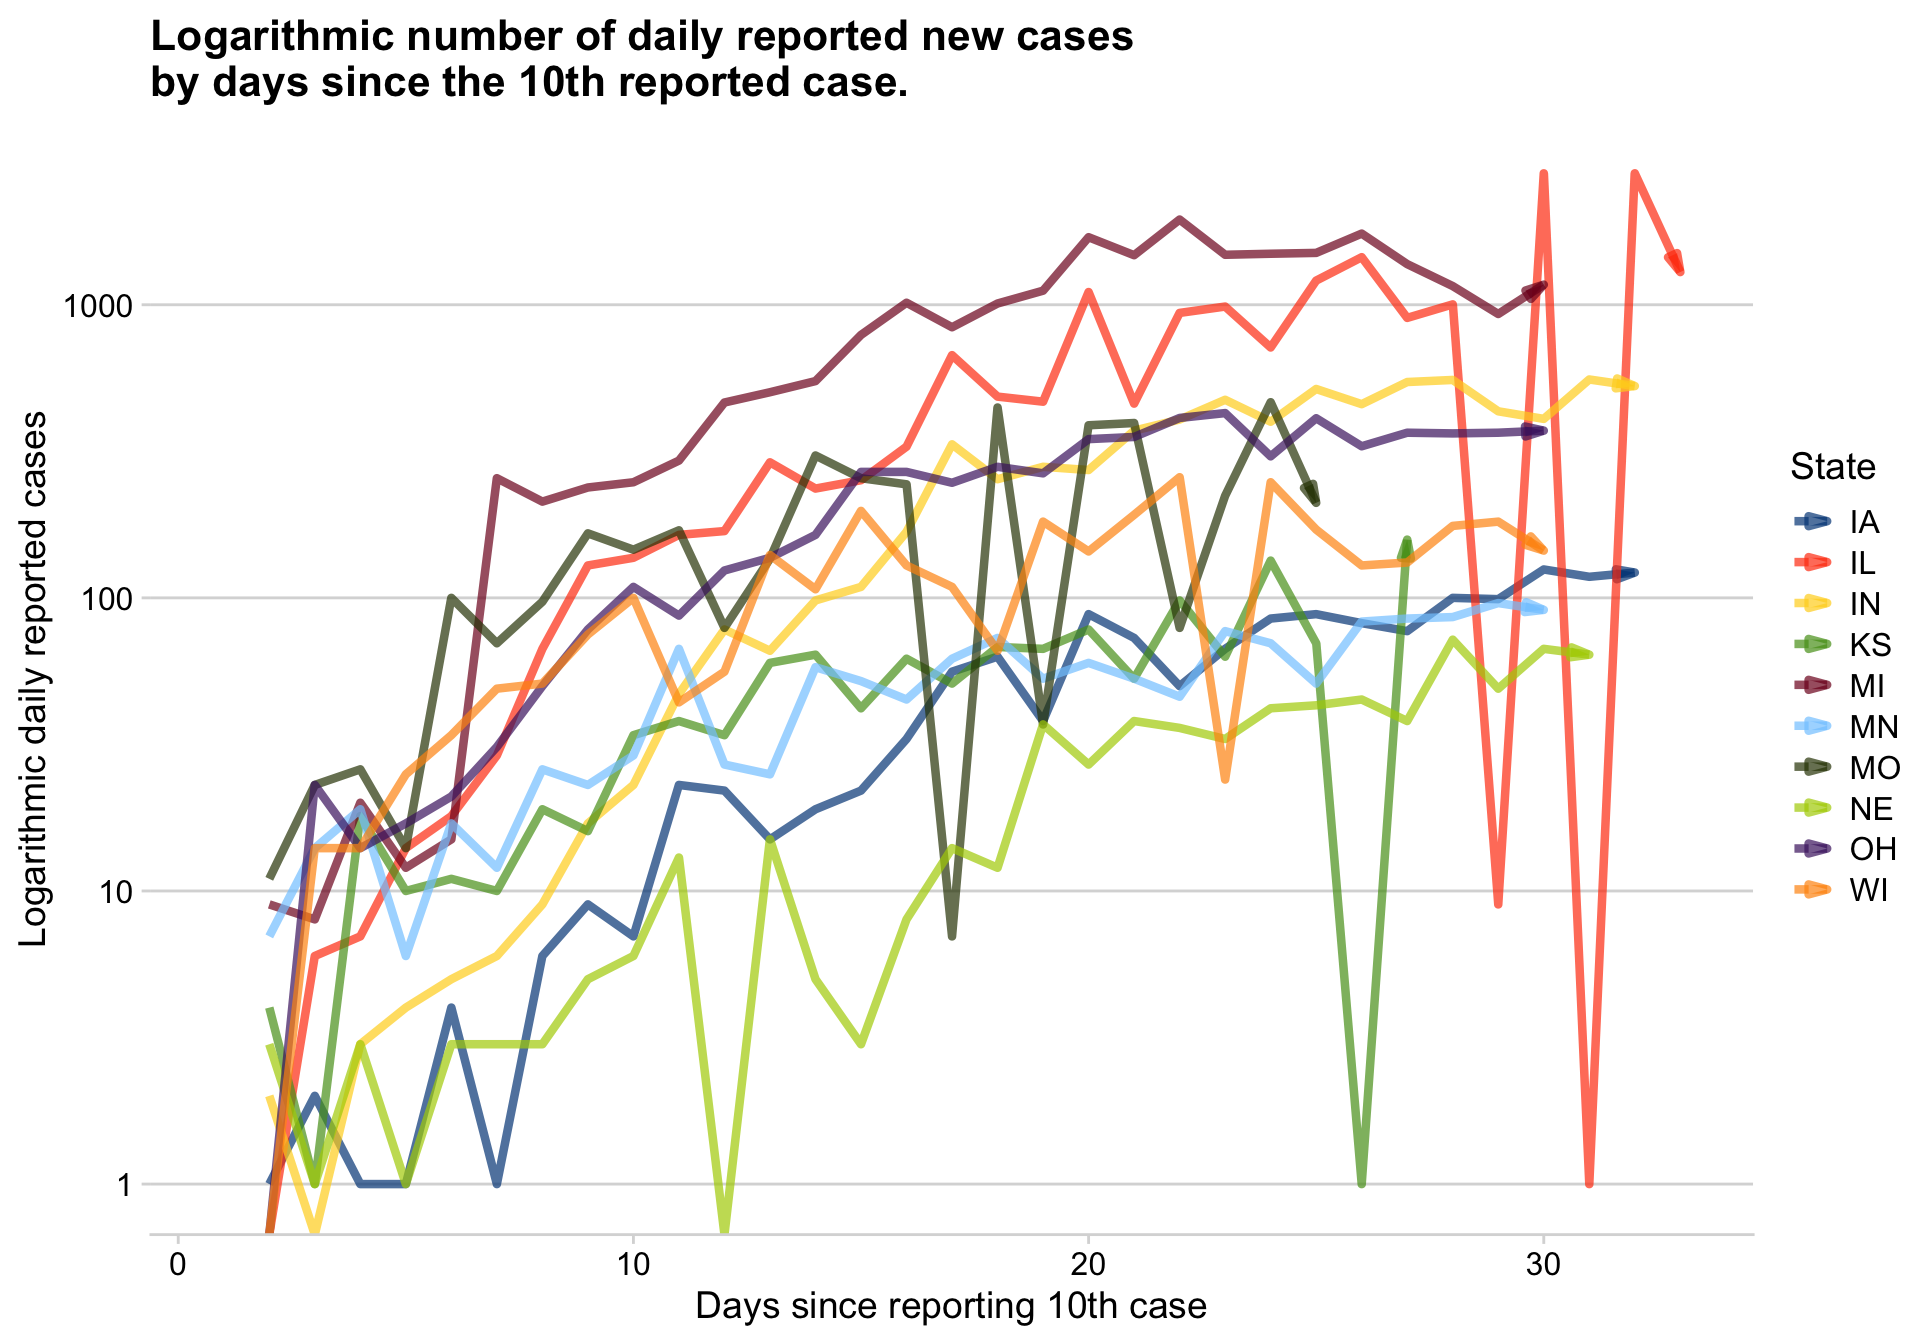 Logarithmic number of daily reported new cases
by days since the 10th reported case.
Logarithmic daily reported cases
1000
100
10
1
0
10
20
30
Days since reporting 10th case
State
IA
IL
IN
KS
MI
MN
MO
NE
OH
WI